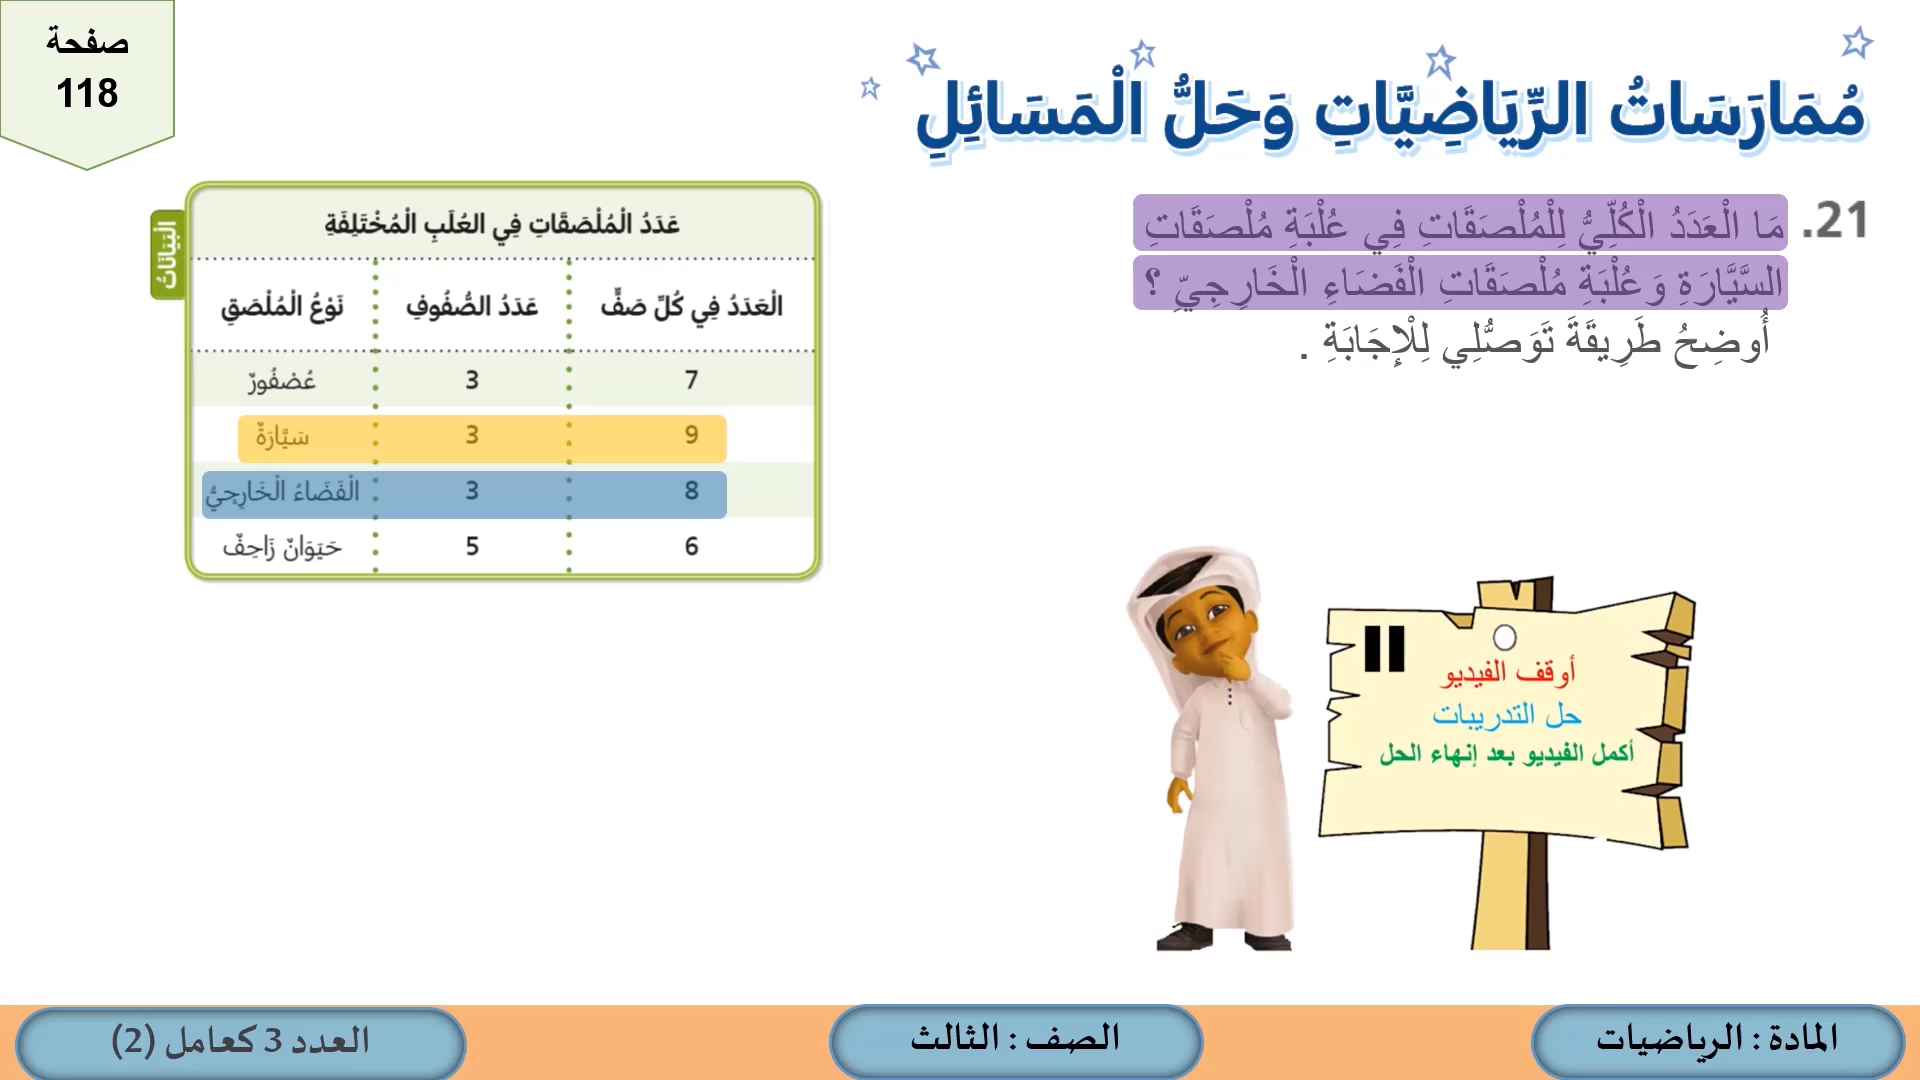 صفحة
118
مُمَارَسَاتُ الرِّيَاضِيَّاتِ وَحَلُّ الْمَسَائِلِ
21. مَا الْعَدَدُ الْكُلِّيُّ لِلْمُلْصَقَاتِ فِي عُلْبَةِ مُلْصَقَاتِ
السَّيَّارَةِ وَعُلْبَةِ مُلْصَقَاتِ الْفَضَاءِ الْخَارِجِيِّ ؟
أُوضِحُ طَرِيقَةَ تَوَصُّلِي لِلْإِجَابَةِ .
الْبَيَانَاتُ
عَدَدُ الْمُلْصَقَاتِ فِي العُلَبِ الْمُخْتَلِفَةِ
الْعَدَدُ فِي كُلِّ صَفٍّ عَدَدُ الصُّفُوفِ نَوْعُ الْمُلْصَقِ
7 3 عُصْفُورٌ
9 3 سَيَّارَةٌ
8 3 الْفَضَاءُ الْخَارِجِيُّ
6 5 حَيَوَانٌ زَاحِفٌ
أوقف الفيديو
حل التدريبات
أكمل الفيديو بعد إنهاء الحل
المادة : الرياضيات
الصف : الثالث
العدد 3 كعامل (2)